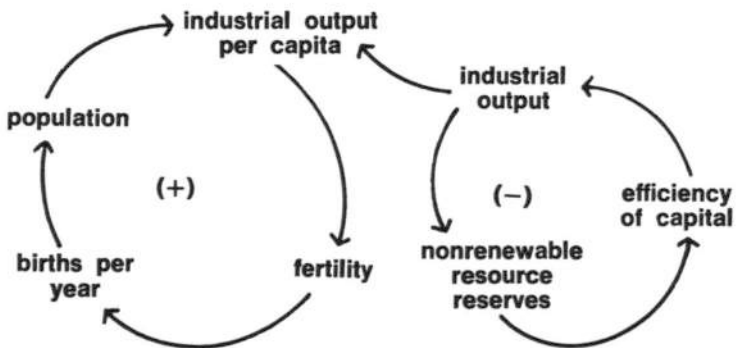 industrial output
per capita
industrial
output
population
(+)
(-)
efficiency
of capital
births per
year
fertility
nonrenewable
resource
reserves